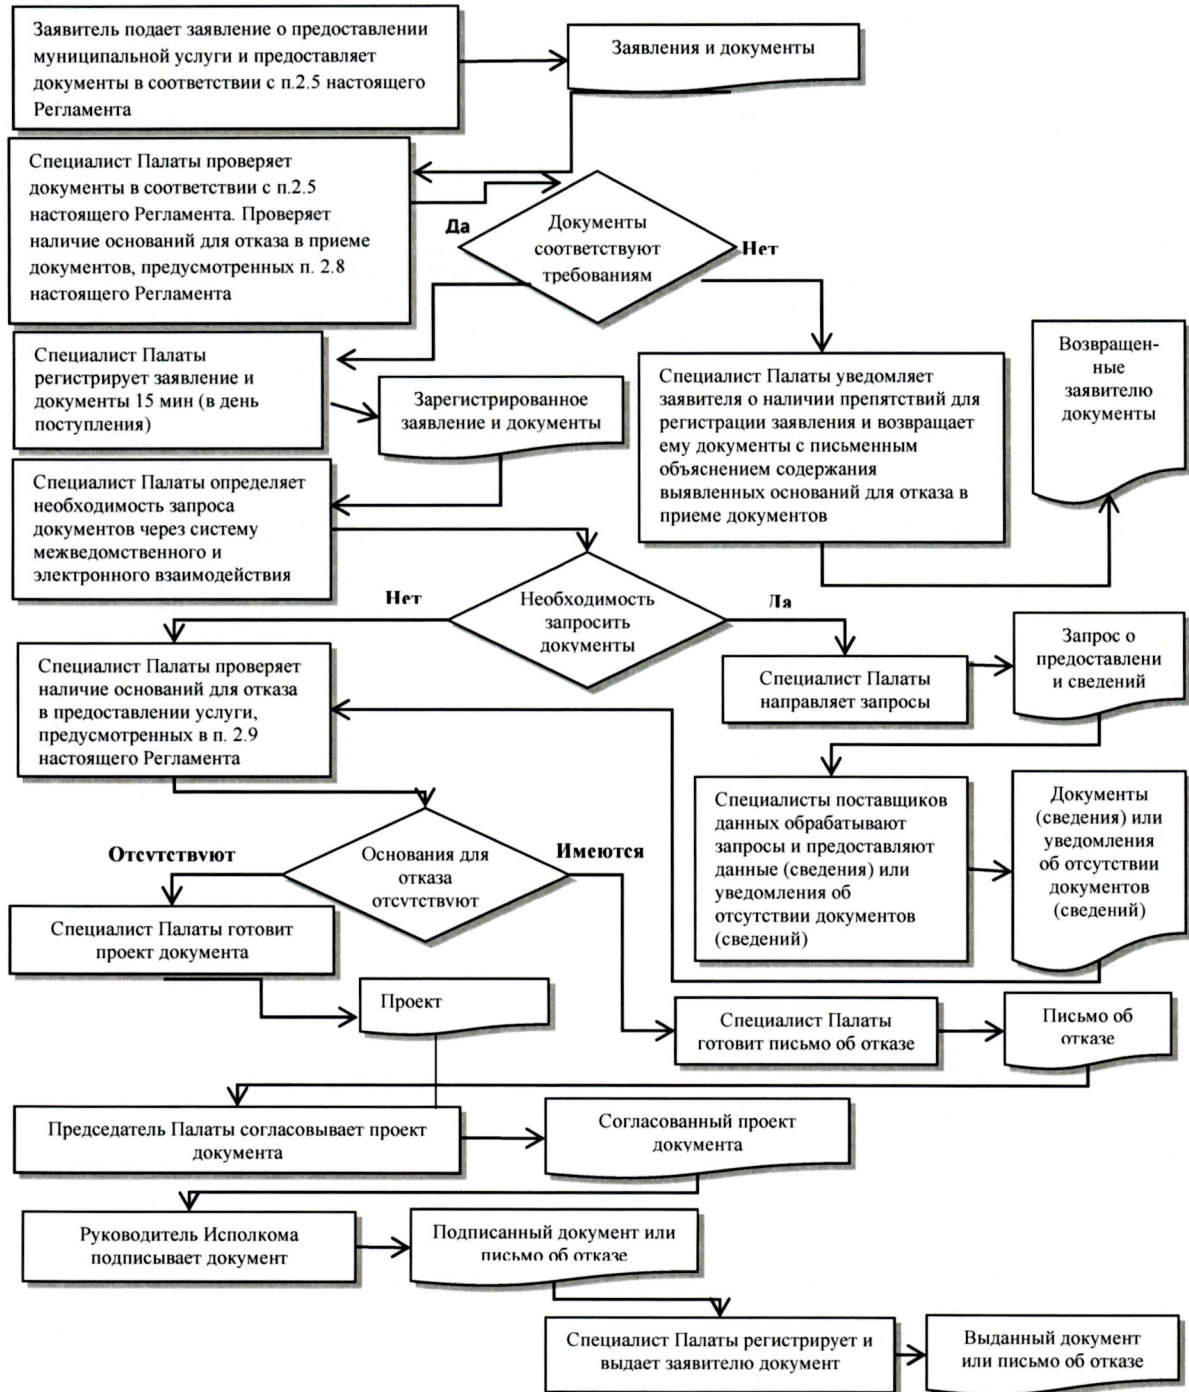 Заявитель подает заявление о предоставлении
муниципальной услуги и предоставляет
документы в соответствии с п.2.5 настоящего
Регламента
Заявления и документы
Специалист Палаты проверяет
документы в соответствии с п.2.5
настоящего Регламента. Проверяет
наличие оснований для отказа в приеме
документов, предусмотренных п. 2.8
настоящего Регламента
Да
Документы
соответствуют
требованиям
Нет
Специалист Палаты
регистрирует заявление и
документы 15 мин (в день
поступления)
Зарегистрированное
заявление и документы
Специалист Палаты уведомляет
заявителя о наличии препятствий для
регистрации заявления и возвращает
ему документы с письменным
объяснением содержания
выявленных оснований для отказа в
приеме документов
Возвращен-
ные
заявителю
документы
Специалист Палаты определяет
необходимость запроса
документов через систему
межведомственного и
электронного взаимодействия
Нет
Необходимость
запросить
документы
Да
Специалист Палаты проверяет
наличие оснований для отказа
в предоставлении услуги,
предусмотренных в п. 2.9
настоящего Регламента
Специалист Палаты
направляет запросы
Запрос о
предоставлени
и сведений
Специалисты поставщиков
данных обрабатывают
запросы и предоставляют
данные (сведения) или
уведомления об
отсутствии документов
(сведений)
Документы
(сведения) или
уведомления
об отсутствии
документов
(сведений)
Отсутствуют
Основания для
отказа
отсутствуют
Имеются
Специалист Палаты готовит
проект документа
Проект
Специалист Палаты
готовит письмо об отказе
Письмо об
отказе
Председатель Палаты согласовывает проект
документа
Согласованный проект
документа
Руководитель Исполкома
подписывает документ
Подписанный документ или
письмо об отказе
Специалист Палаты регистрирует и
выдает заявителю документ
Выданный документ
или письмо об отказе